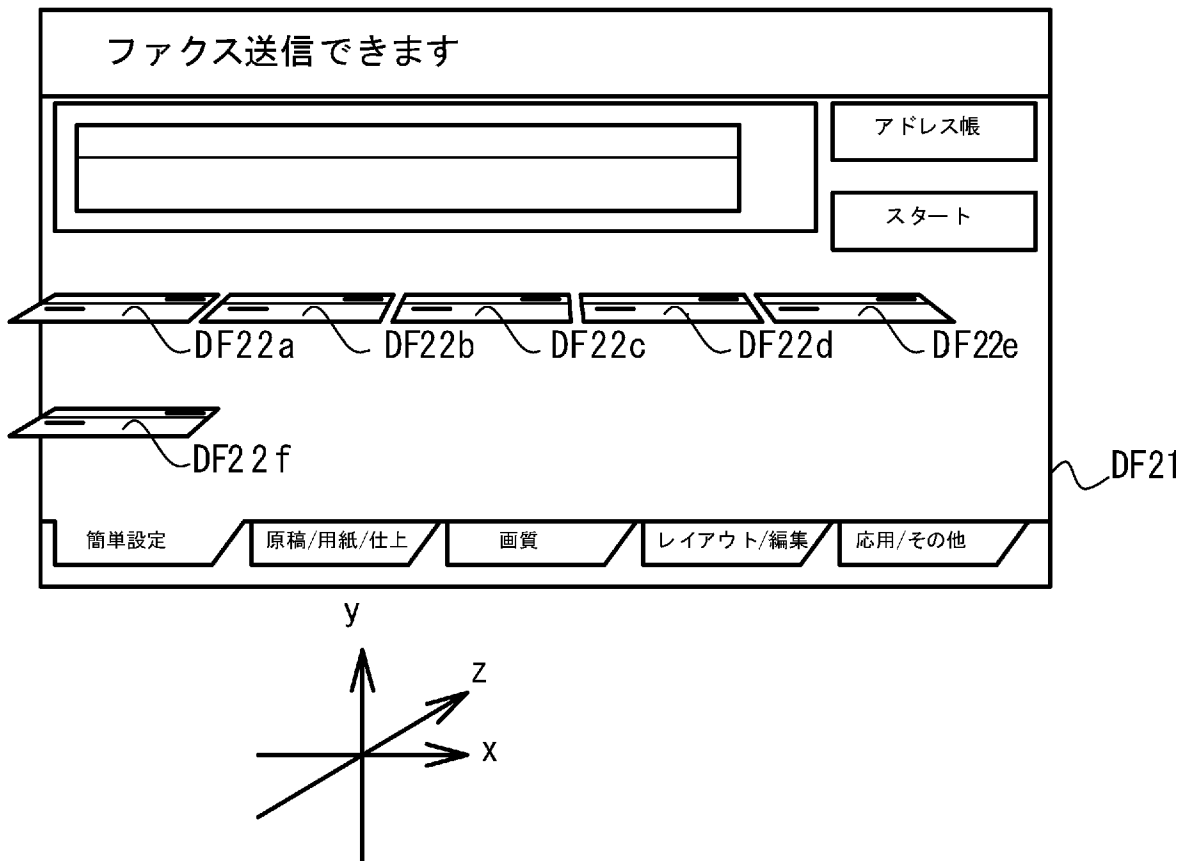 ファクス送信できます
アドレス帳
スタート
DF22a
DF22b
DF22c
DF22d
DF22e
DF22f
DF21
簡単設定
原稿/用紙/仕上
画質
レイアウト/編集
応用/その他
y
z
x